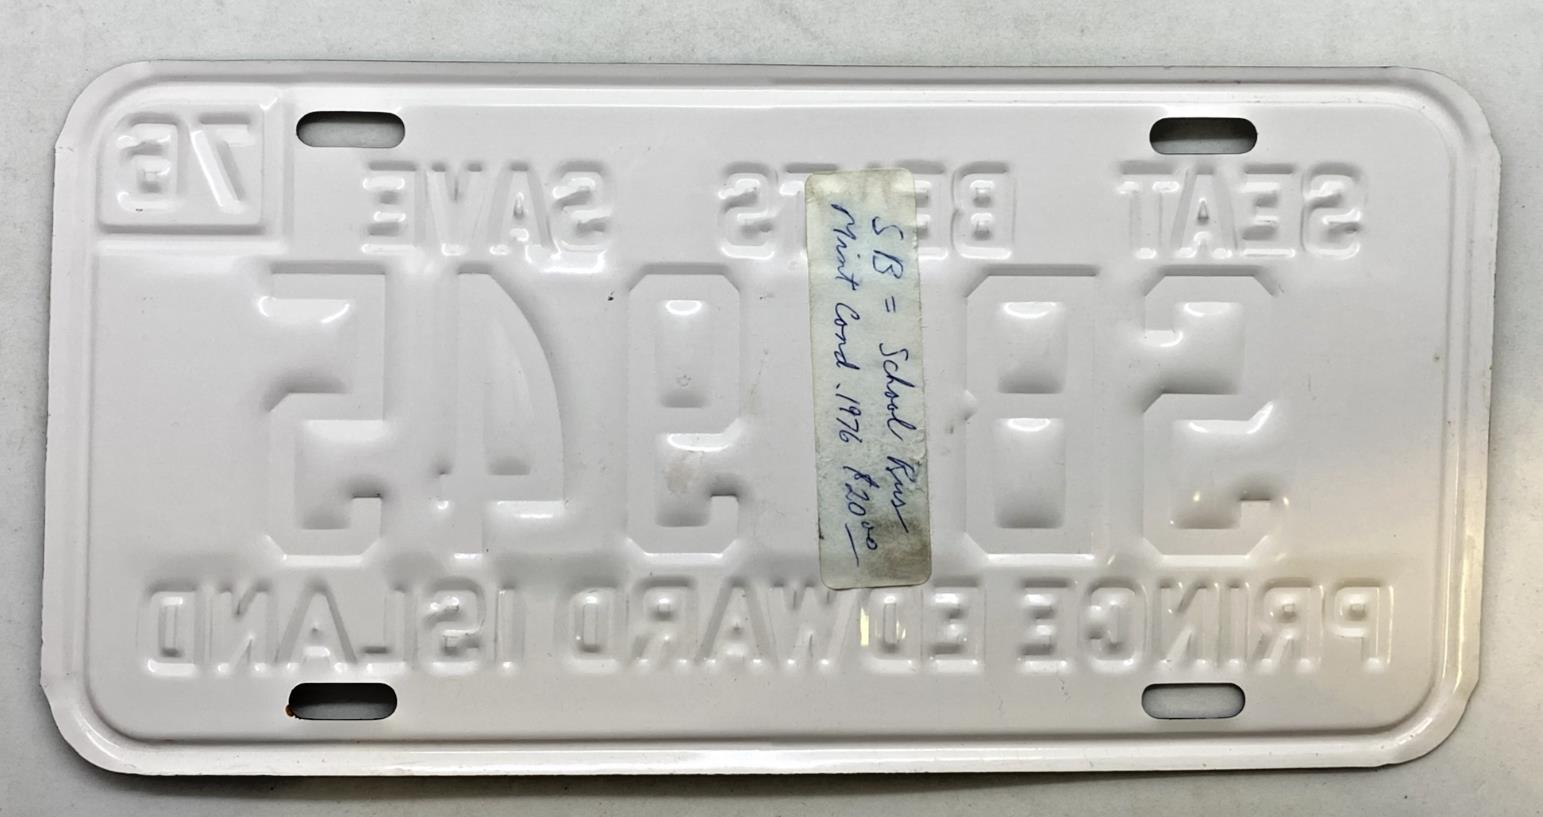 SEAT BELTS SAVE 76
SB 945
PRINCE EDWARD ISLAND
SB = School Bus
Mint Cond. 1976 $20.00